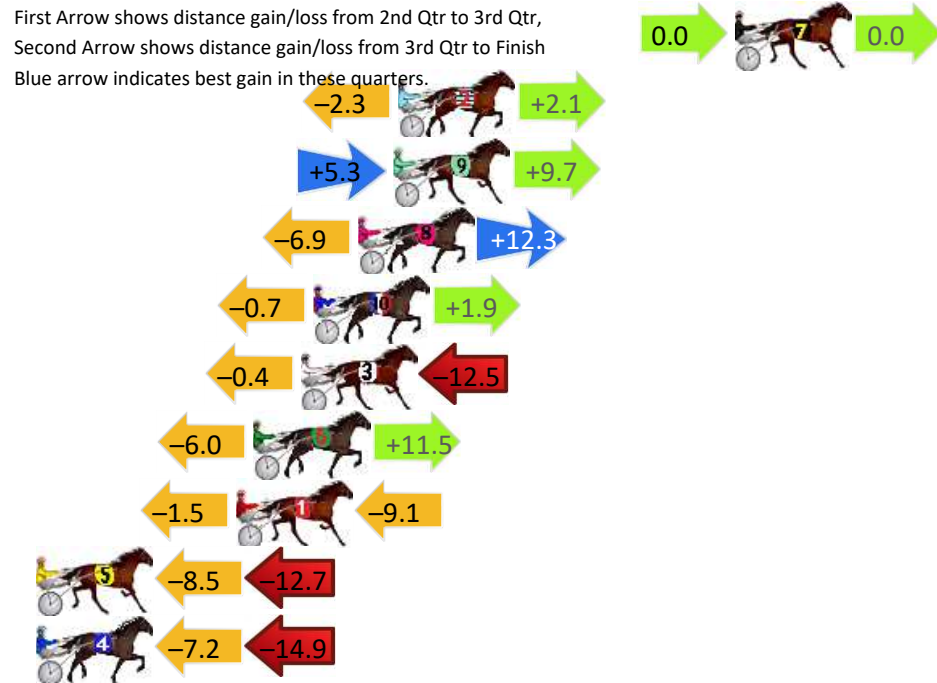 First Arrow shows distance gain/loss from 2nd Qtr to 3rd Qtr,
Second Arrow shows distance gain/loss from 3rd Qtr to Finish
Blue arrow indicates best gain in these quarters.
0.0 7 0.0
–2.3 2 +2.1
+5.3 9 +9.7
–6.9 8 +12.3
–0.7 10 +1.9
–0.4 3 –12.5
–6.0 6 +11.5
–1.5 1 –9.1
5 –8.5 –12.7
4 –7.2 –14.9